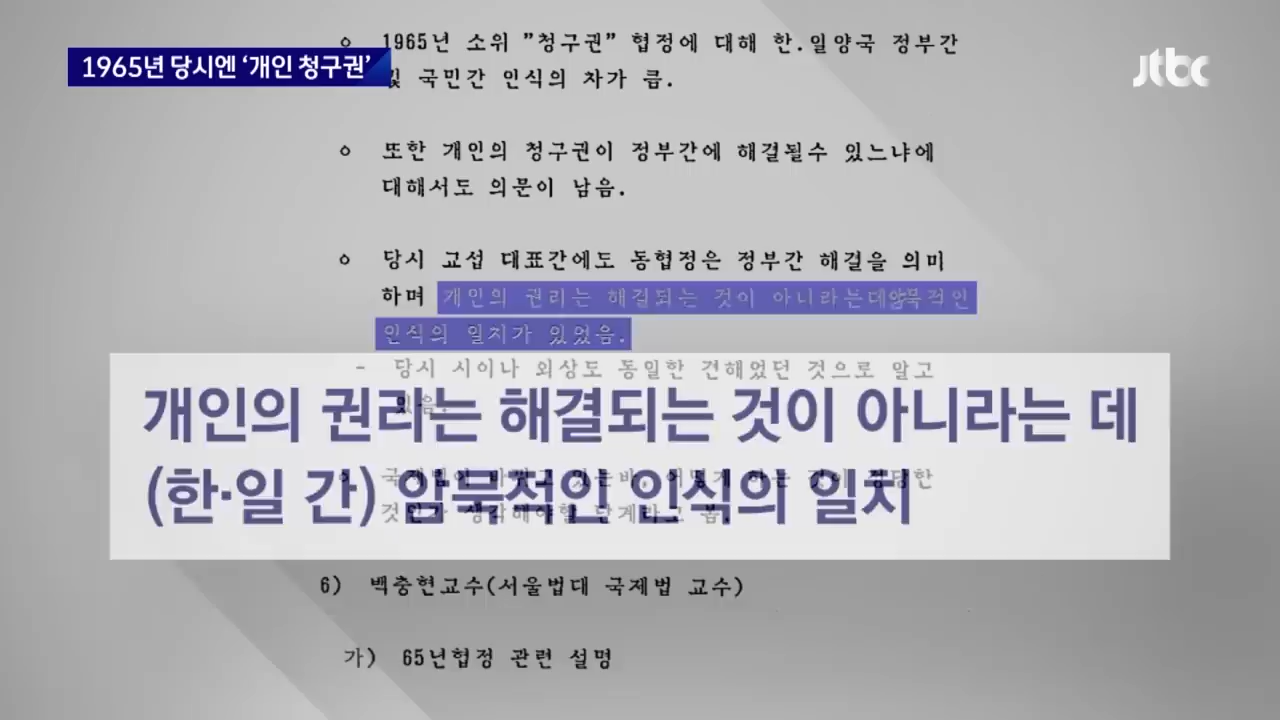 1965년 당시엔 ‘개인 청구권’
jtbc
○ 1965년 소위 "청구권" 협정에 대해 한.일양국 정부간
및 국민간 인식의 차가 큼.
○ 또한 개인의 청구권이 정부간에 해결될수 있느냐에
대해서도 의문이 남음.
○ 당시 교섭 대표간에도 동협정은 정부간 해결을 의미
하며 개인의 권리는 해결되는 것이 아니라는데 암묵적인
인식의 일치가 있었음.
- 당시 시이나 외상도 동일한 견해었던 것으로 알고
있음.
개인의 권리는 해결되는 것이 아니라는 데
(한·일 간) 암묵적인 인식의 일치
6) 백충현교수(서울법대 국제법 교수)
가) 65년협정 관련 설명